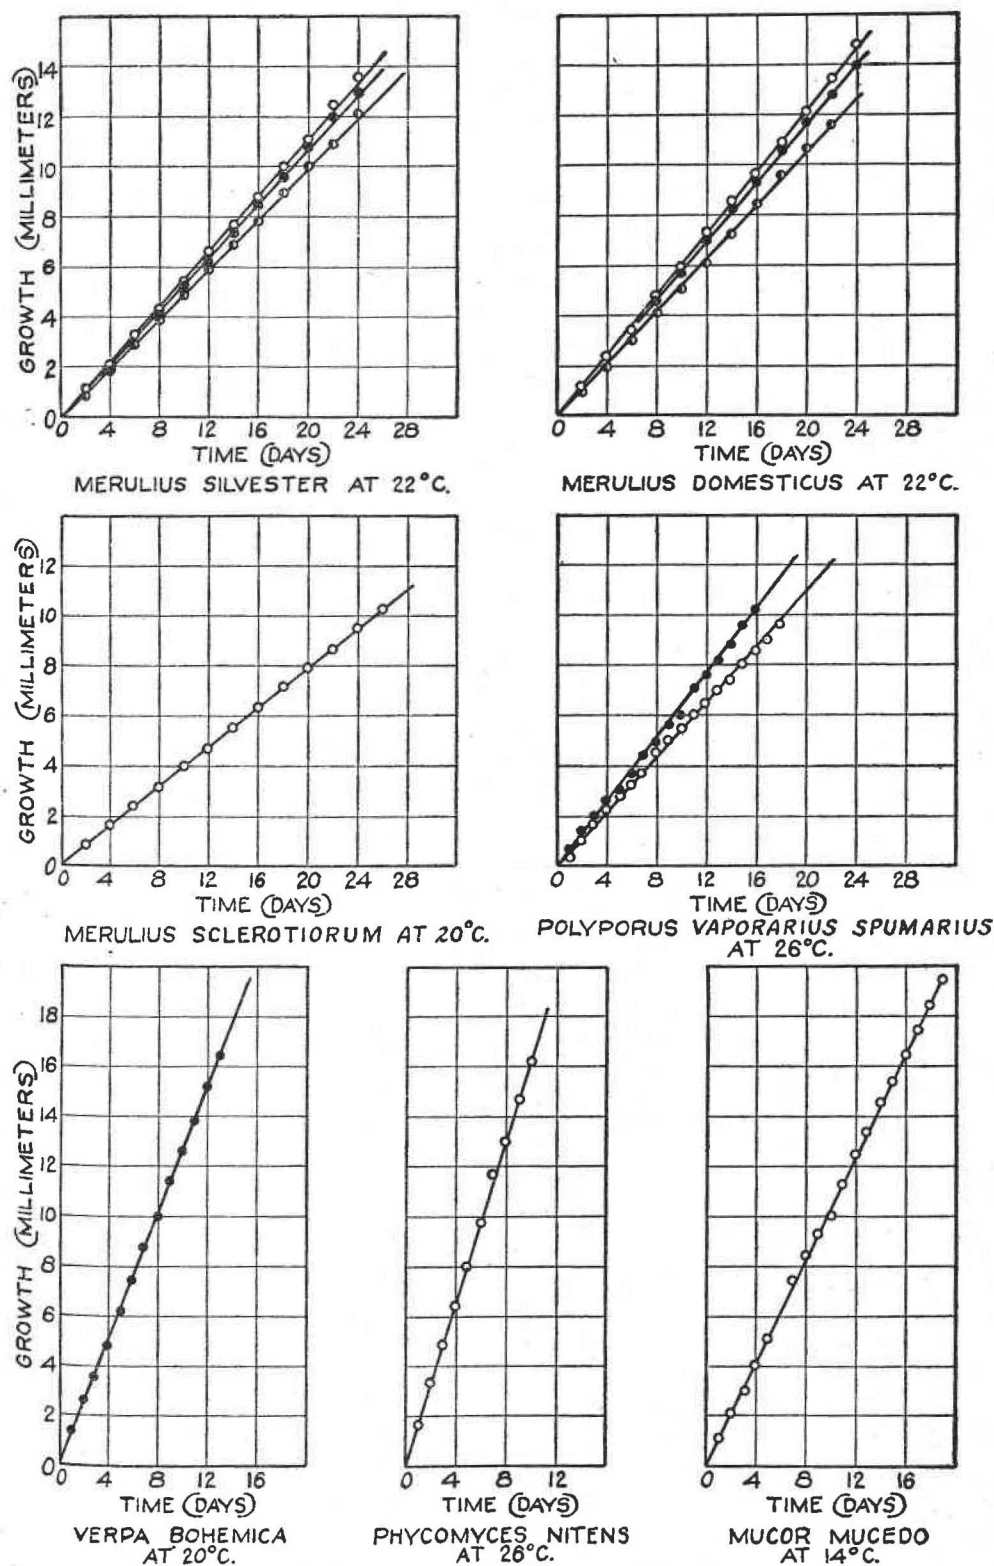 GROWTH (MILLIMETERS)
14
12
10
8
6
4
2
0
0 4 8 12 16 20 24 28
TIME (DAYS)
MERULIUS SILVESTER AT 22°C.
0 4 8 12 16 20 24 28
TIME (DAYS)
MERULIUS DOMESTICUS AT 22°C.
GROWTH (MILLIMETERS)
12
10
8
6
4
2
0
0 4 8 12 16 20 24 28
TIME (DAYS)
MERULIUS SCLEROTIORUM AT 20°C.
0 4 8 12 16 20 24 28
TIME (DAYS)
POLYPORUS VAPORARIUS SPUMARIUS
AT 26°C.
GROWTH (MILLIMETERS)
18
16
14
12
10
8
6
4
2
0
0 4 8 12 16
TIME (DAYS)
VERPA BOHEMICA
AT 20°C.
0 4 8 12
TIME (DAYS)
PHYCOMYCES NITENS
AT 26°C.
0 4 8 12 16
TIME (DAYS)
MUCOR MUCEDO
AT 14°C.